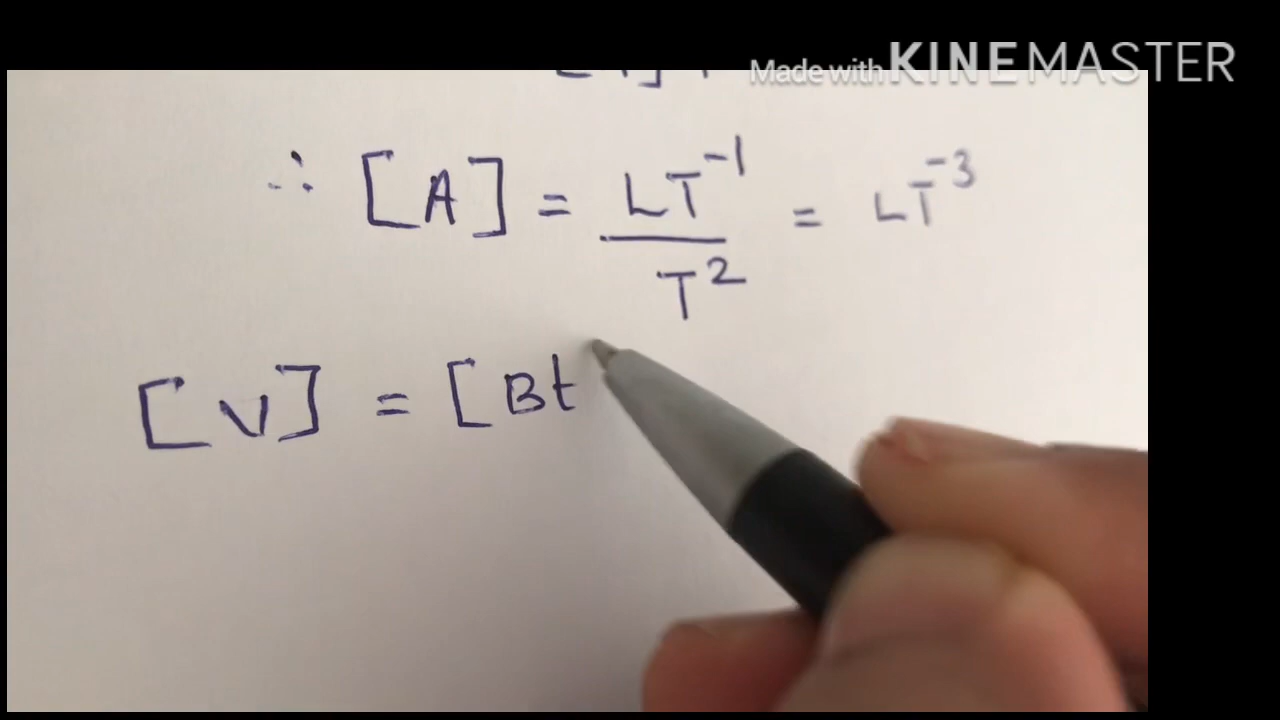 Made with KINEMASTER
∴ [A] = LT⁻¹ / T² = LT⁻³
[V] = [Bt